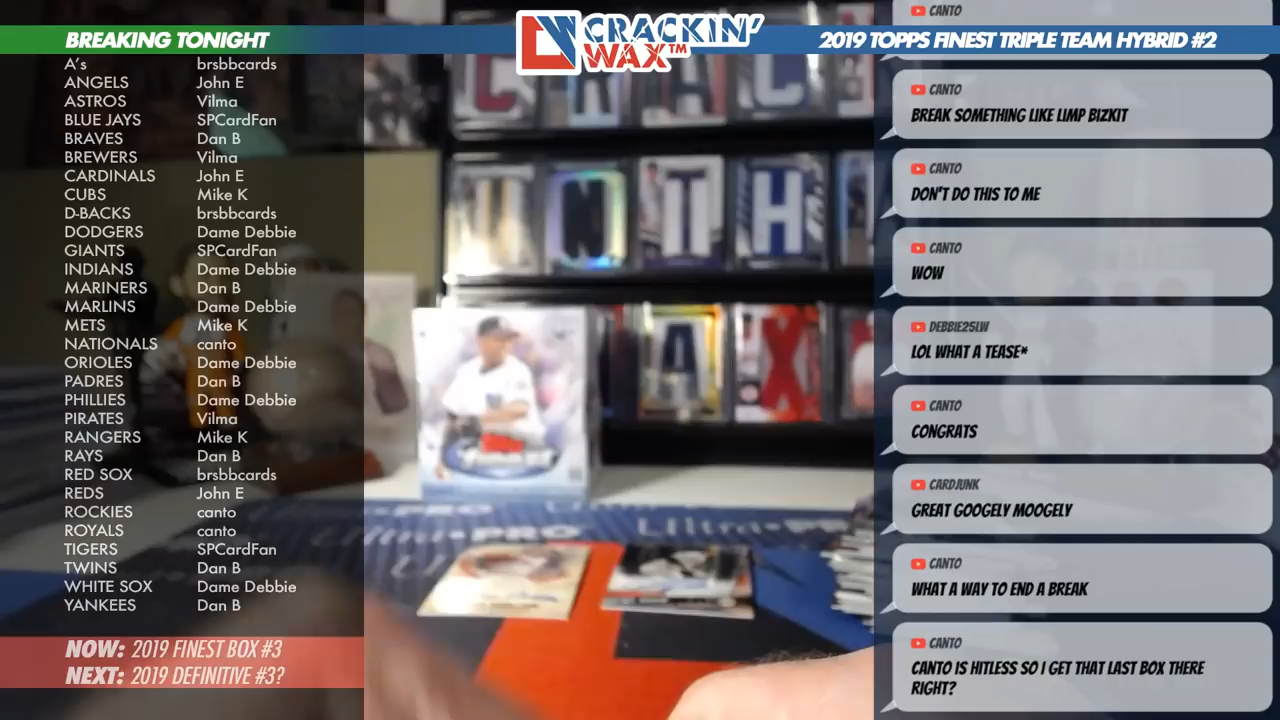 BREAKING TONIGHT
CRACKIN'
WAX™
2019 TOPPS FINEST TRIPLE TEAM HYBRID #2
A's brsbbcards
ANGELS John E
ASTROS Vilma
BLUE JAYS SPCardFan
BRAVES Dan B
BREWERS Vilma
CARDINALS John E
CUBS Mike K
D-BACKS brsbbcards
DODGERS Dame Debbie
GIANTS SPCardFan
INDIANS Dame Debbie
MARINERS Dan B
MARLINS Dame Debbie
METS Mike K
NATIONALS canto
ORIOLES Dame Debbie
PADRES Dan B
PHILLIES Dame Debbie
PIRATES Vilma
RANGERS Mike K
RAYS Dan B
RED SOX brsbbcards
REDS John E
ROCKIES canto
ROYALS canto
TIGERS SPCardFan
TWINS Dan B
WHITE SOX Dame Debbie
YANKEES Dan B
NOW: 2019 FINEST BOX #3
NEXT: 2019 DEFINITIVE #3?
C R A C
U N T H
A X
Ultra-PRO
CANTO
CANTO
BREAK SOMETHING LIKE LIMP BIZKIT
CANTO
DON'T DO THIS TO ME
CANTO
WOW
DEBBIE25LW
LOL WHAT A TEASE*
CANTO
CONGRATS
CARDJUNK
GREAT GOOGELY MOOGELY
CANTO
WHAT A WAY TO END A BREAK
CANTO
CANTO IS HITLESS SO I GET THAT LAST BOX THERE
RIGHT?